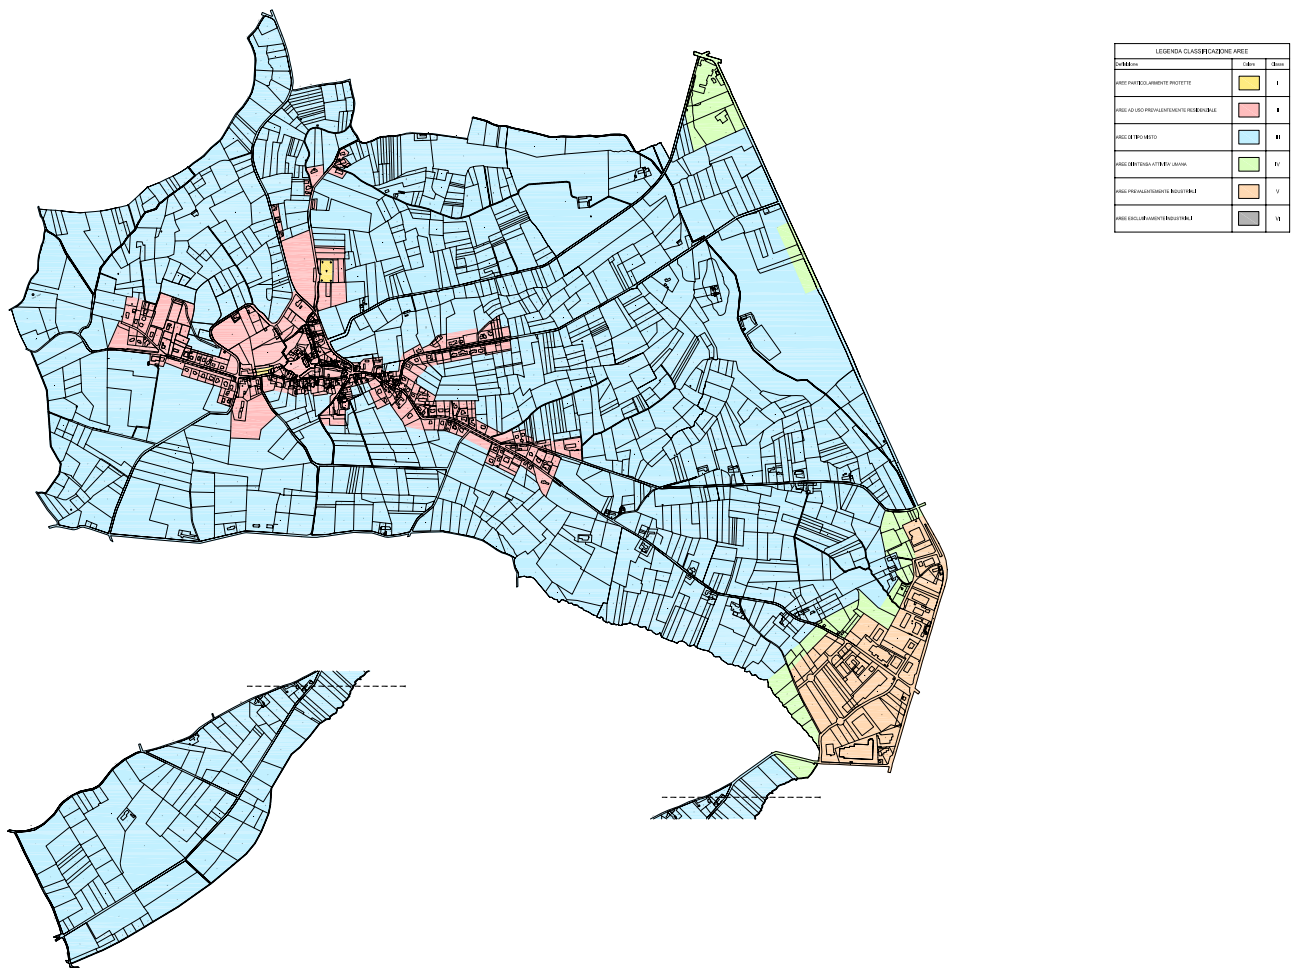 LEGENDA CLASSIFICAZIONE AREE
Definizione Colore Classe
AREE PARTICOLARMENTE PROTETTE I
AREE AD USO PREVALENTEMENTE RESIDENZIALE II
AREE DI TIPO MISTO III
AREE DI INTENSA ATTIVITA' UMANA IV
AREE PREVALENTEMENTE INDUSTRIALI V
AREE ESCLUSIVAMENTE INDUSTRIALI VI